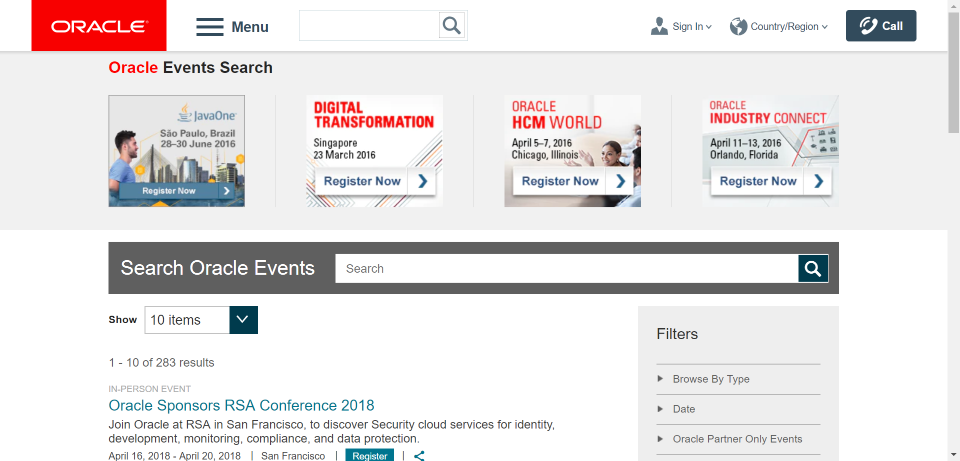 ORACLE
Menu
Sign In
Country/Region
Call
Oracle Events Search
JavaOne
São Paulo, Brazil
28–30 June 2016
Register Now
DIGITAL
TRANSFORMATION
Singapore
23 March 2016
Register Now
ORACLE
HCM WORLD
April 5–7, 2016
Chicago, Illinois
Register Now
ORACLE
INDUSTRY CONNECT
April 11–13, 2016
Orlando, Florida
Register Now
Search Oracle Events
Search
Show
10 items
1 - 10 of 283 results
IN-PERSON EVENT
Oracle Sponsors RSA Conference 2018
Join Oracle at RSA in San Francisco, to discover Security cloud services for identity,
development, monitoring, compliance, and data protection.
April 16, 2018 - April 20, 2018 | San Francisco | Register |
Filters
Browse By Type
Date
Oracle Partner Only Events